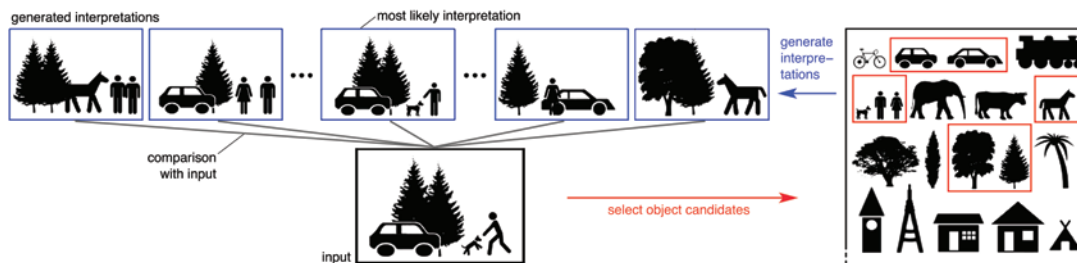 generated interpretations
most likely interpretation
generate
interpre–
tations)
comparison
with input
select object candidates
input